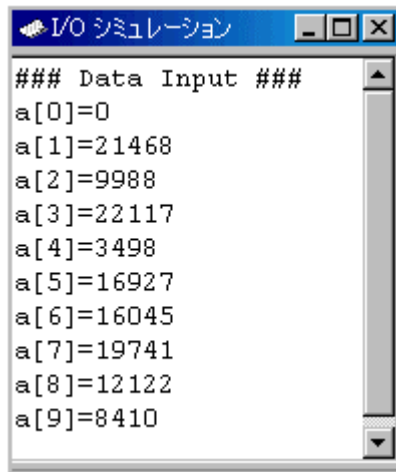 I/O シミュレーション
### Data Input ###
a[0]=0
a[1]=21468
a[2]=9988
a[3]=22117
a[4]=3498
a[5]=16927
a[6]=16045
a[7]=19741
a[8]=12122
a[9]=8410